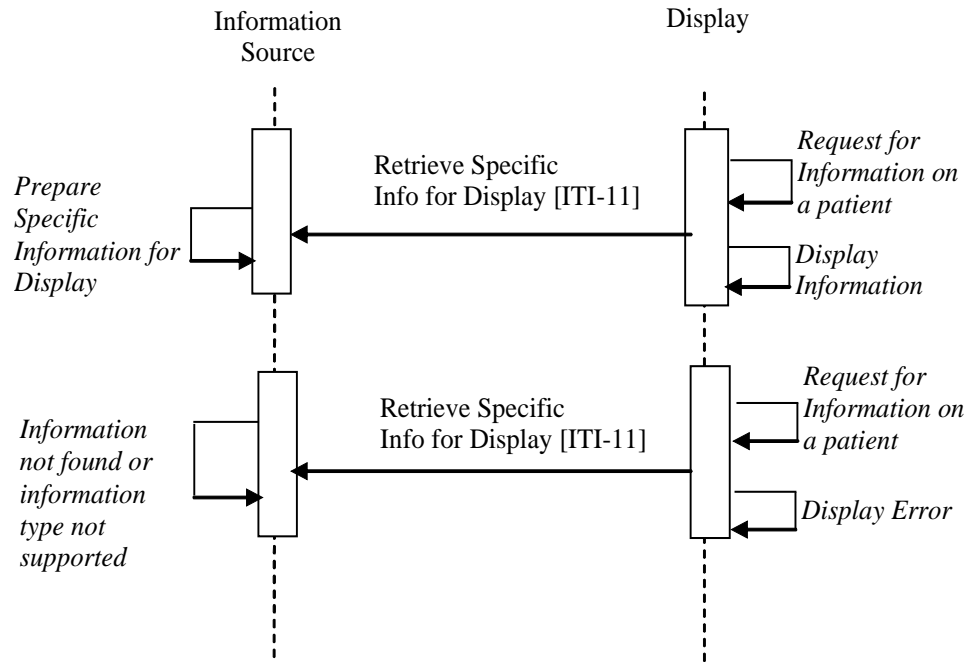 Information
Source
Display
Retrieve Specific
Info for Display [ITI-11]
Request for
Information on
a patient
Prepare
Specific
Information for
Display
Display
Information
Retrieve Specific
Info for Display [ITI-11]
Request for
Information on
a patient
Information
not found or
information
type not
supported
Display Error